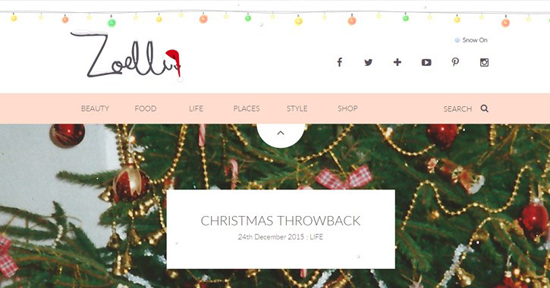 Zoella
Snow On
BEAUTY FOOD LIFE PLACES STYLE SHOP SEARCH
CHRISTMAS THROWBACK
24th December 2015 : LIFE